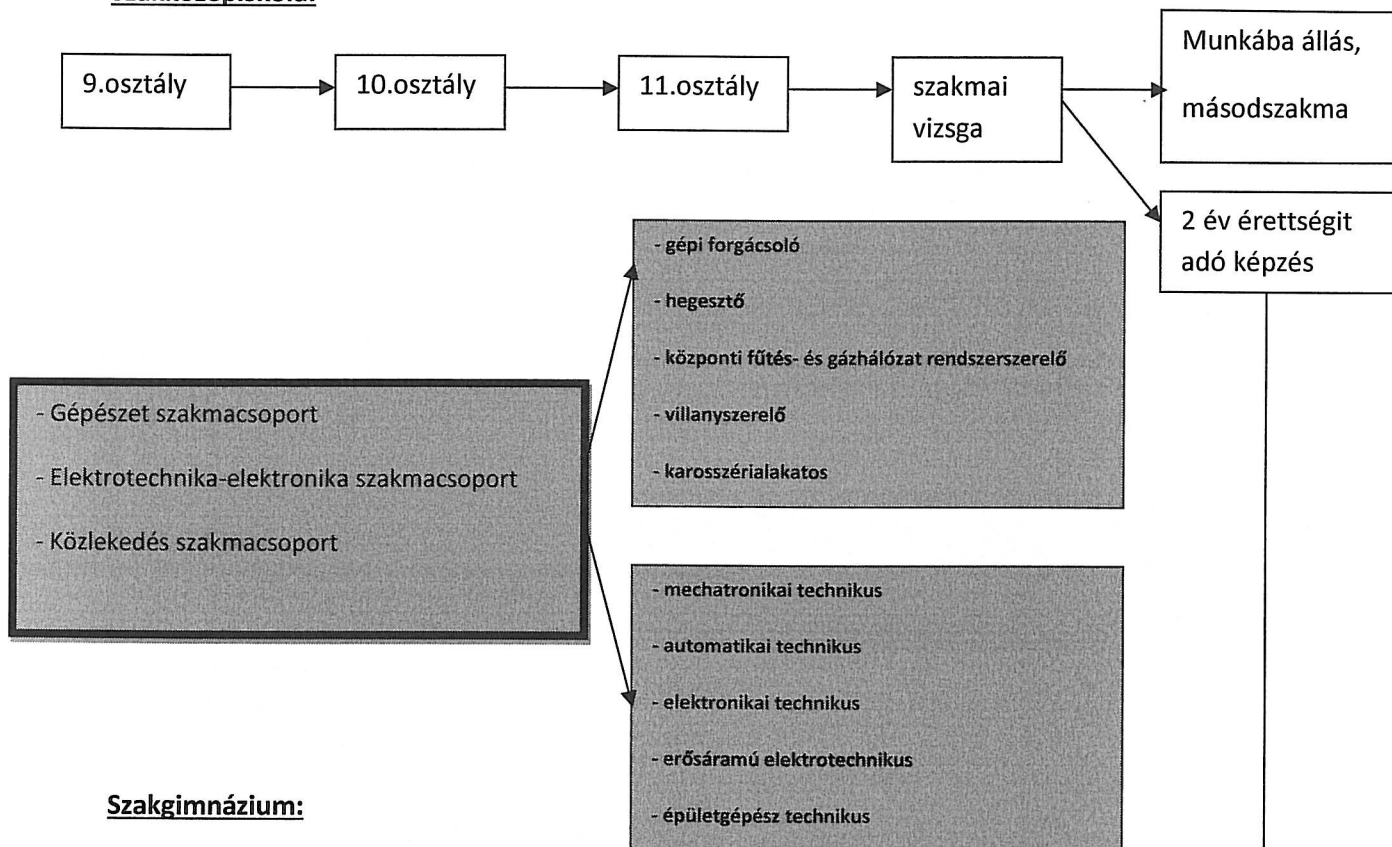 9.osztály
10.osztály
11.osztály
szakmai
vizsga
Munkába állás,
másodszakma
2 év érettségit
adó képzés
- gépi forgácsoló
- hegesztő
- központi fűtés- és gázhálózat rendszerszerelő
- villanyszerelő
- karosszérialakatos
- Gépészet szakmacsoport
- Elektrotechnika-elektronika szakmacsoport
- Közlekedés szakmacsoport
- mechatronikai technikus
- automatikai technikus
- elektronikai technikus
- erősáramú elektrotechnikus
- épületgépész technikus
Szakgimnázium: